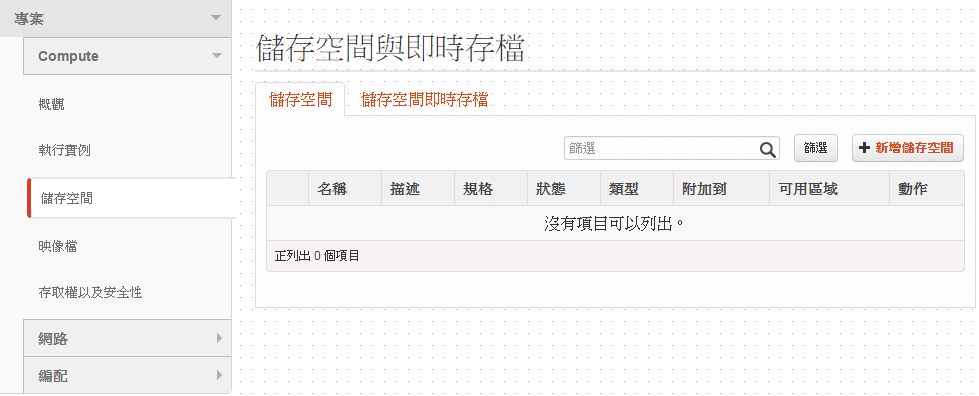 專案
Compute
概觀
執行實例
儲存空間
映像檔
存取權以及安全性
網路
編配
儲存空間與即時存檔
儲存空間 儲存空間即時存檔
篩選 篩選 新增儲存空間
名稱 描述 規格 狀態 類型 附加到 可用區域 動作
沒有項目可以列出。
正列出 0 個項目